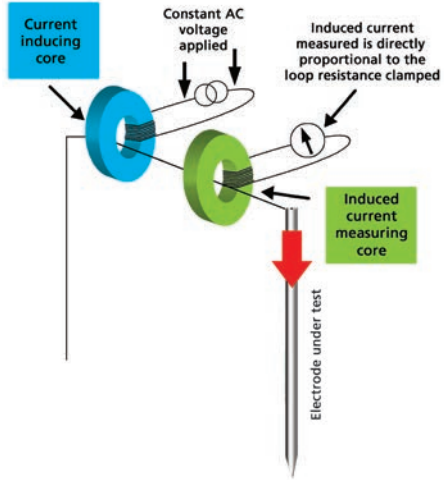 Current
inducing
core
Constant AC
voltage
applied
Induced current
measured is directly
proportional to the
loop resistance clamped
Induced
current
measuring
core
Electrode under test